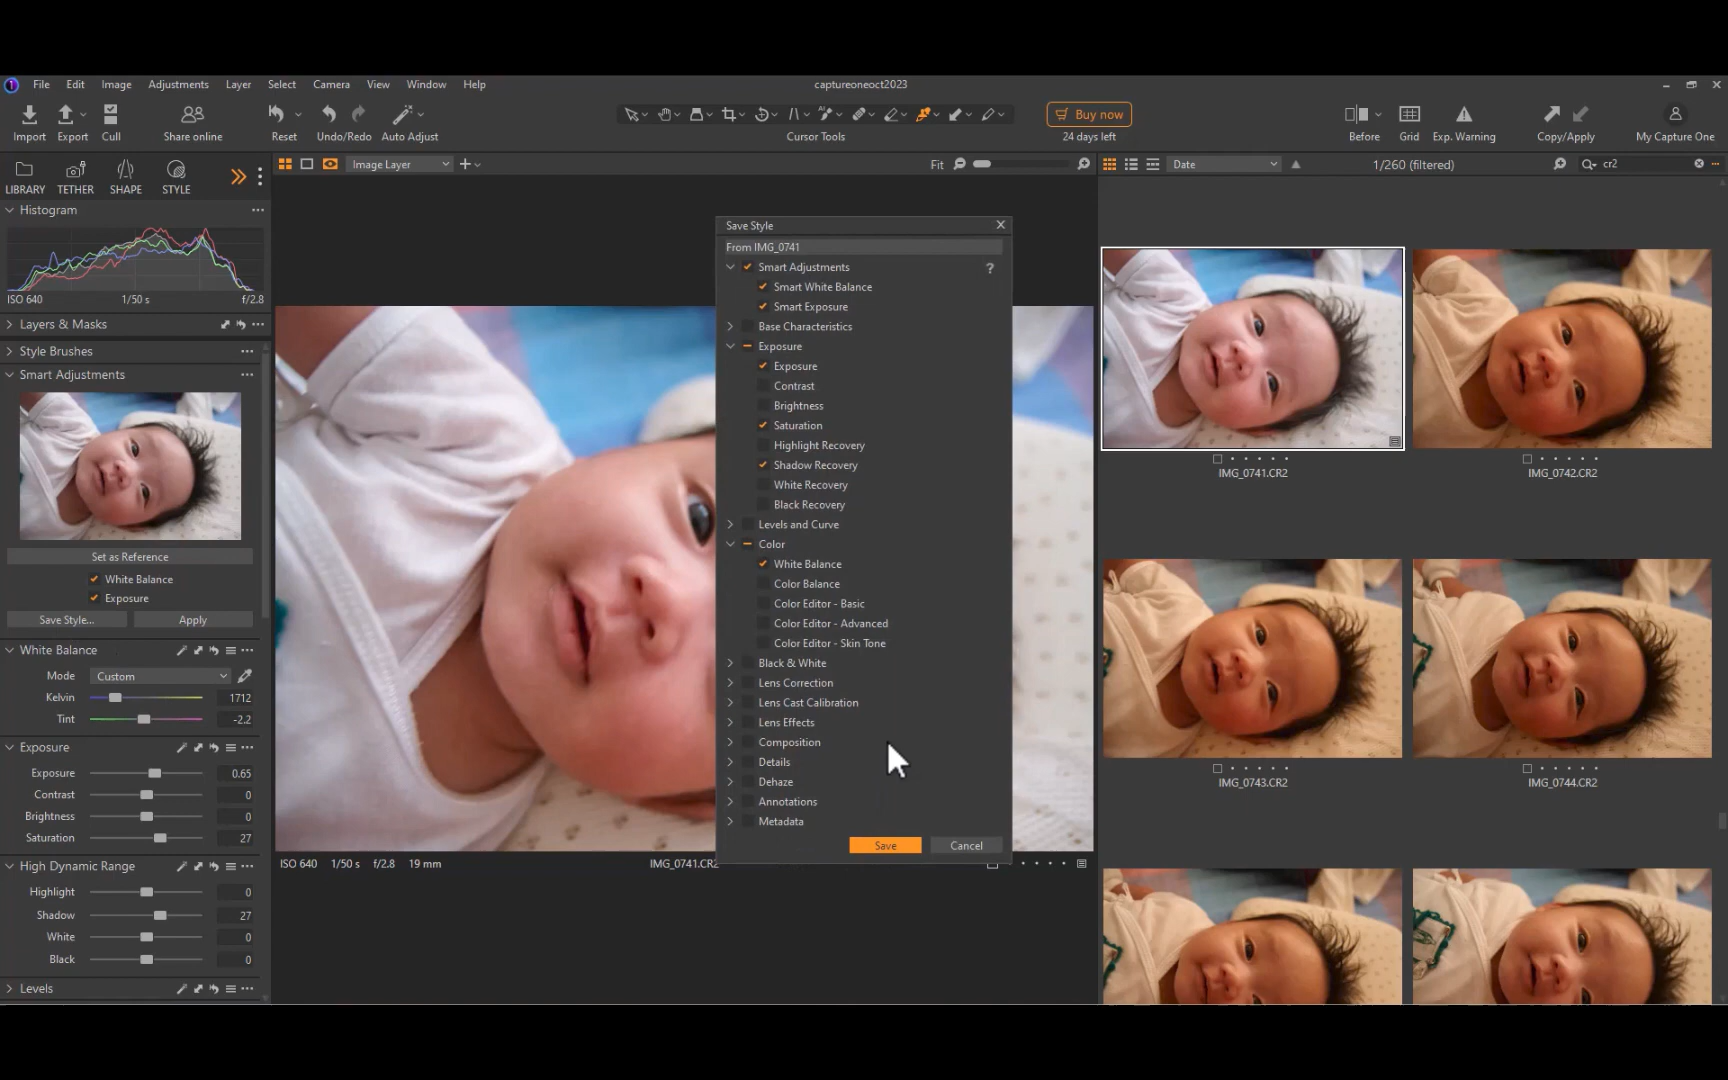 File Edit Image Adjustments Layer Select Camera View Window Help
captureoneoct2023
Import Export Cull Share online Reset Undo/Redo Auto Adjust
Cursor Tools
Buy now
24 days left
Before Grid Exp. Warning Copy/Apply My Capture One
LIBRARY TETHER SHAPE STYLE
Image Layer
Fit
Date
1/260 (filtered)
cr2
Histogram
ISO 640 1/50 s f/2.8
Layers & Masks
Style Brushes
Smart Adjustments
Set as Reference
White Balance
Exposure
Save Style... Apply
White Balance
Mode Custom
Kelvin 1712
Tint -2.2
Exposure
Exposure 0.65
Contrast 0
Brightness 0
Saturation 27
High Dynamic Range
Highlight 0
Shadow 27
White 0
Black 0
Levels
Save Style
From IMG_0741
Smart Adjustments ?
Smart White Balance
Smart Exposure
Base Characteristics
Exposure
Exposure
Contrast
Brightness
Saturation
Highlight Recovery
Shadow Recovery
White Recovery
Black Recovery
Levels and Curve
Color
White Balance
Color Balance
Color Editor - Basic
Color Editor - Advanced
Color Editor - Skin Tone
Black & White
Lens Correction
Lens Cast Calibration
Lens Effects
Composition
Details
Dehaze
Annotations
Metadata
Save Cancel
ISO 640 1/50 s f/2.8 19 mm IMG_0741.CR2
IMG_0741.CR2 IMG_0742.CR2
IMG_0743.CR2 IMG_0744.CR2